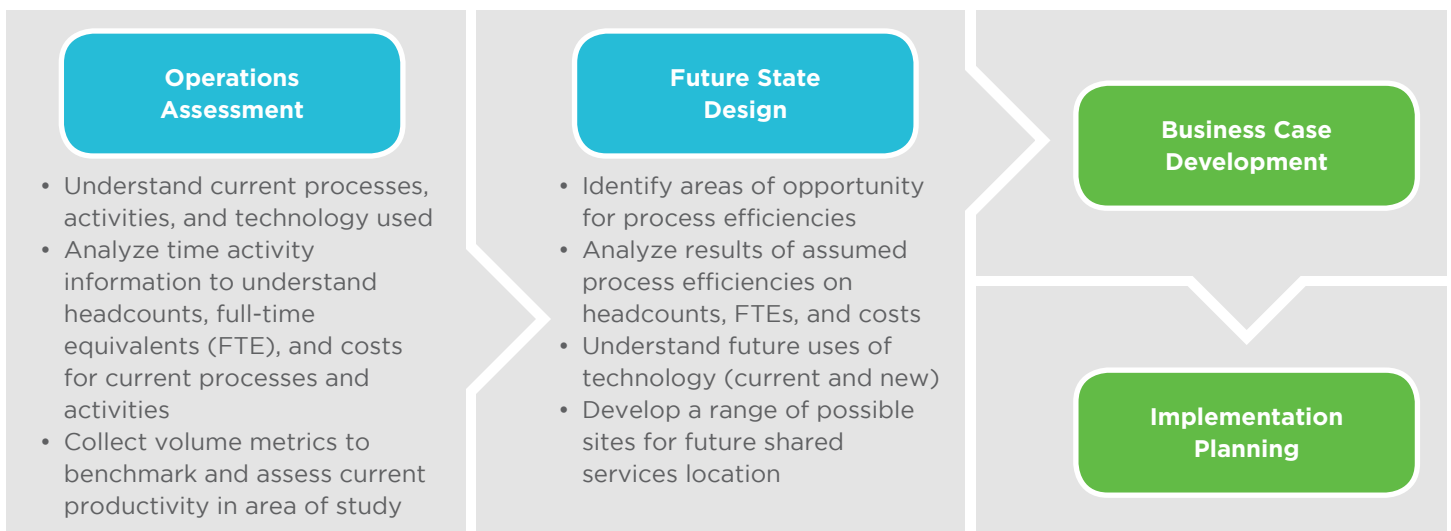 Operations
Assessment
• Understand current processes,
activities, and technology used
• Analyze time activity
information to understand
headcounts, full-time
equivalents (FTE), and costs
for current processes and
activities
• Collect volume metrics to
benchmark and assess current
productivity in area of study
Future State
Design
• Identify areas of opportunity
for process efficiencies
• Analyze results of assumed
process efficiencies on
headcounts, FTEs, and costs
• Understand future uses of
technology (current and new)
• Develop a range of possible
sites for future shared
services location
Business Case
Development
Implementation
Planning